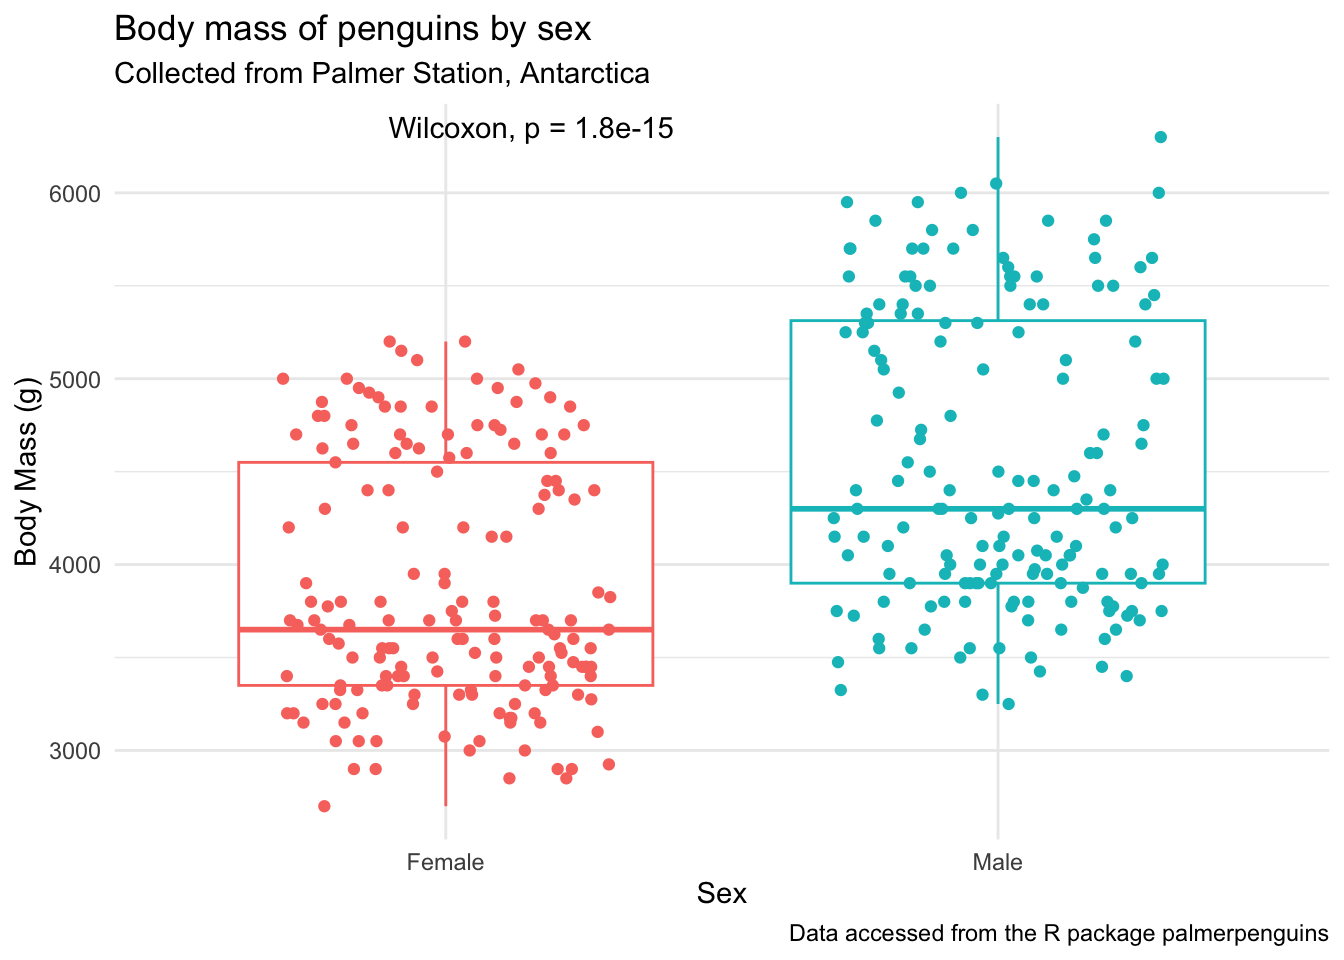 Body mass of penguins by sex
Collected from Palmer Station, Antarctica
Wilcoxon, p = 1.8e-15
6000
5000
4000
3000
Body Mass (g)
Female
Male
Sex
Data accessed from the R package palmerpenguins